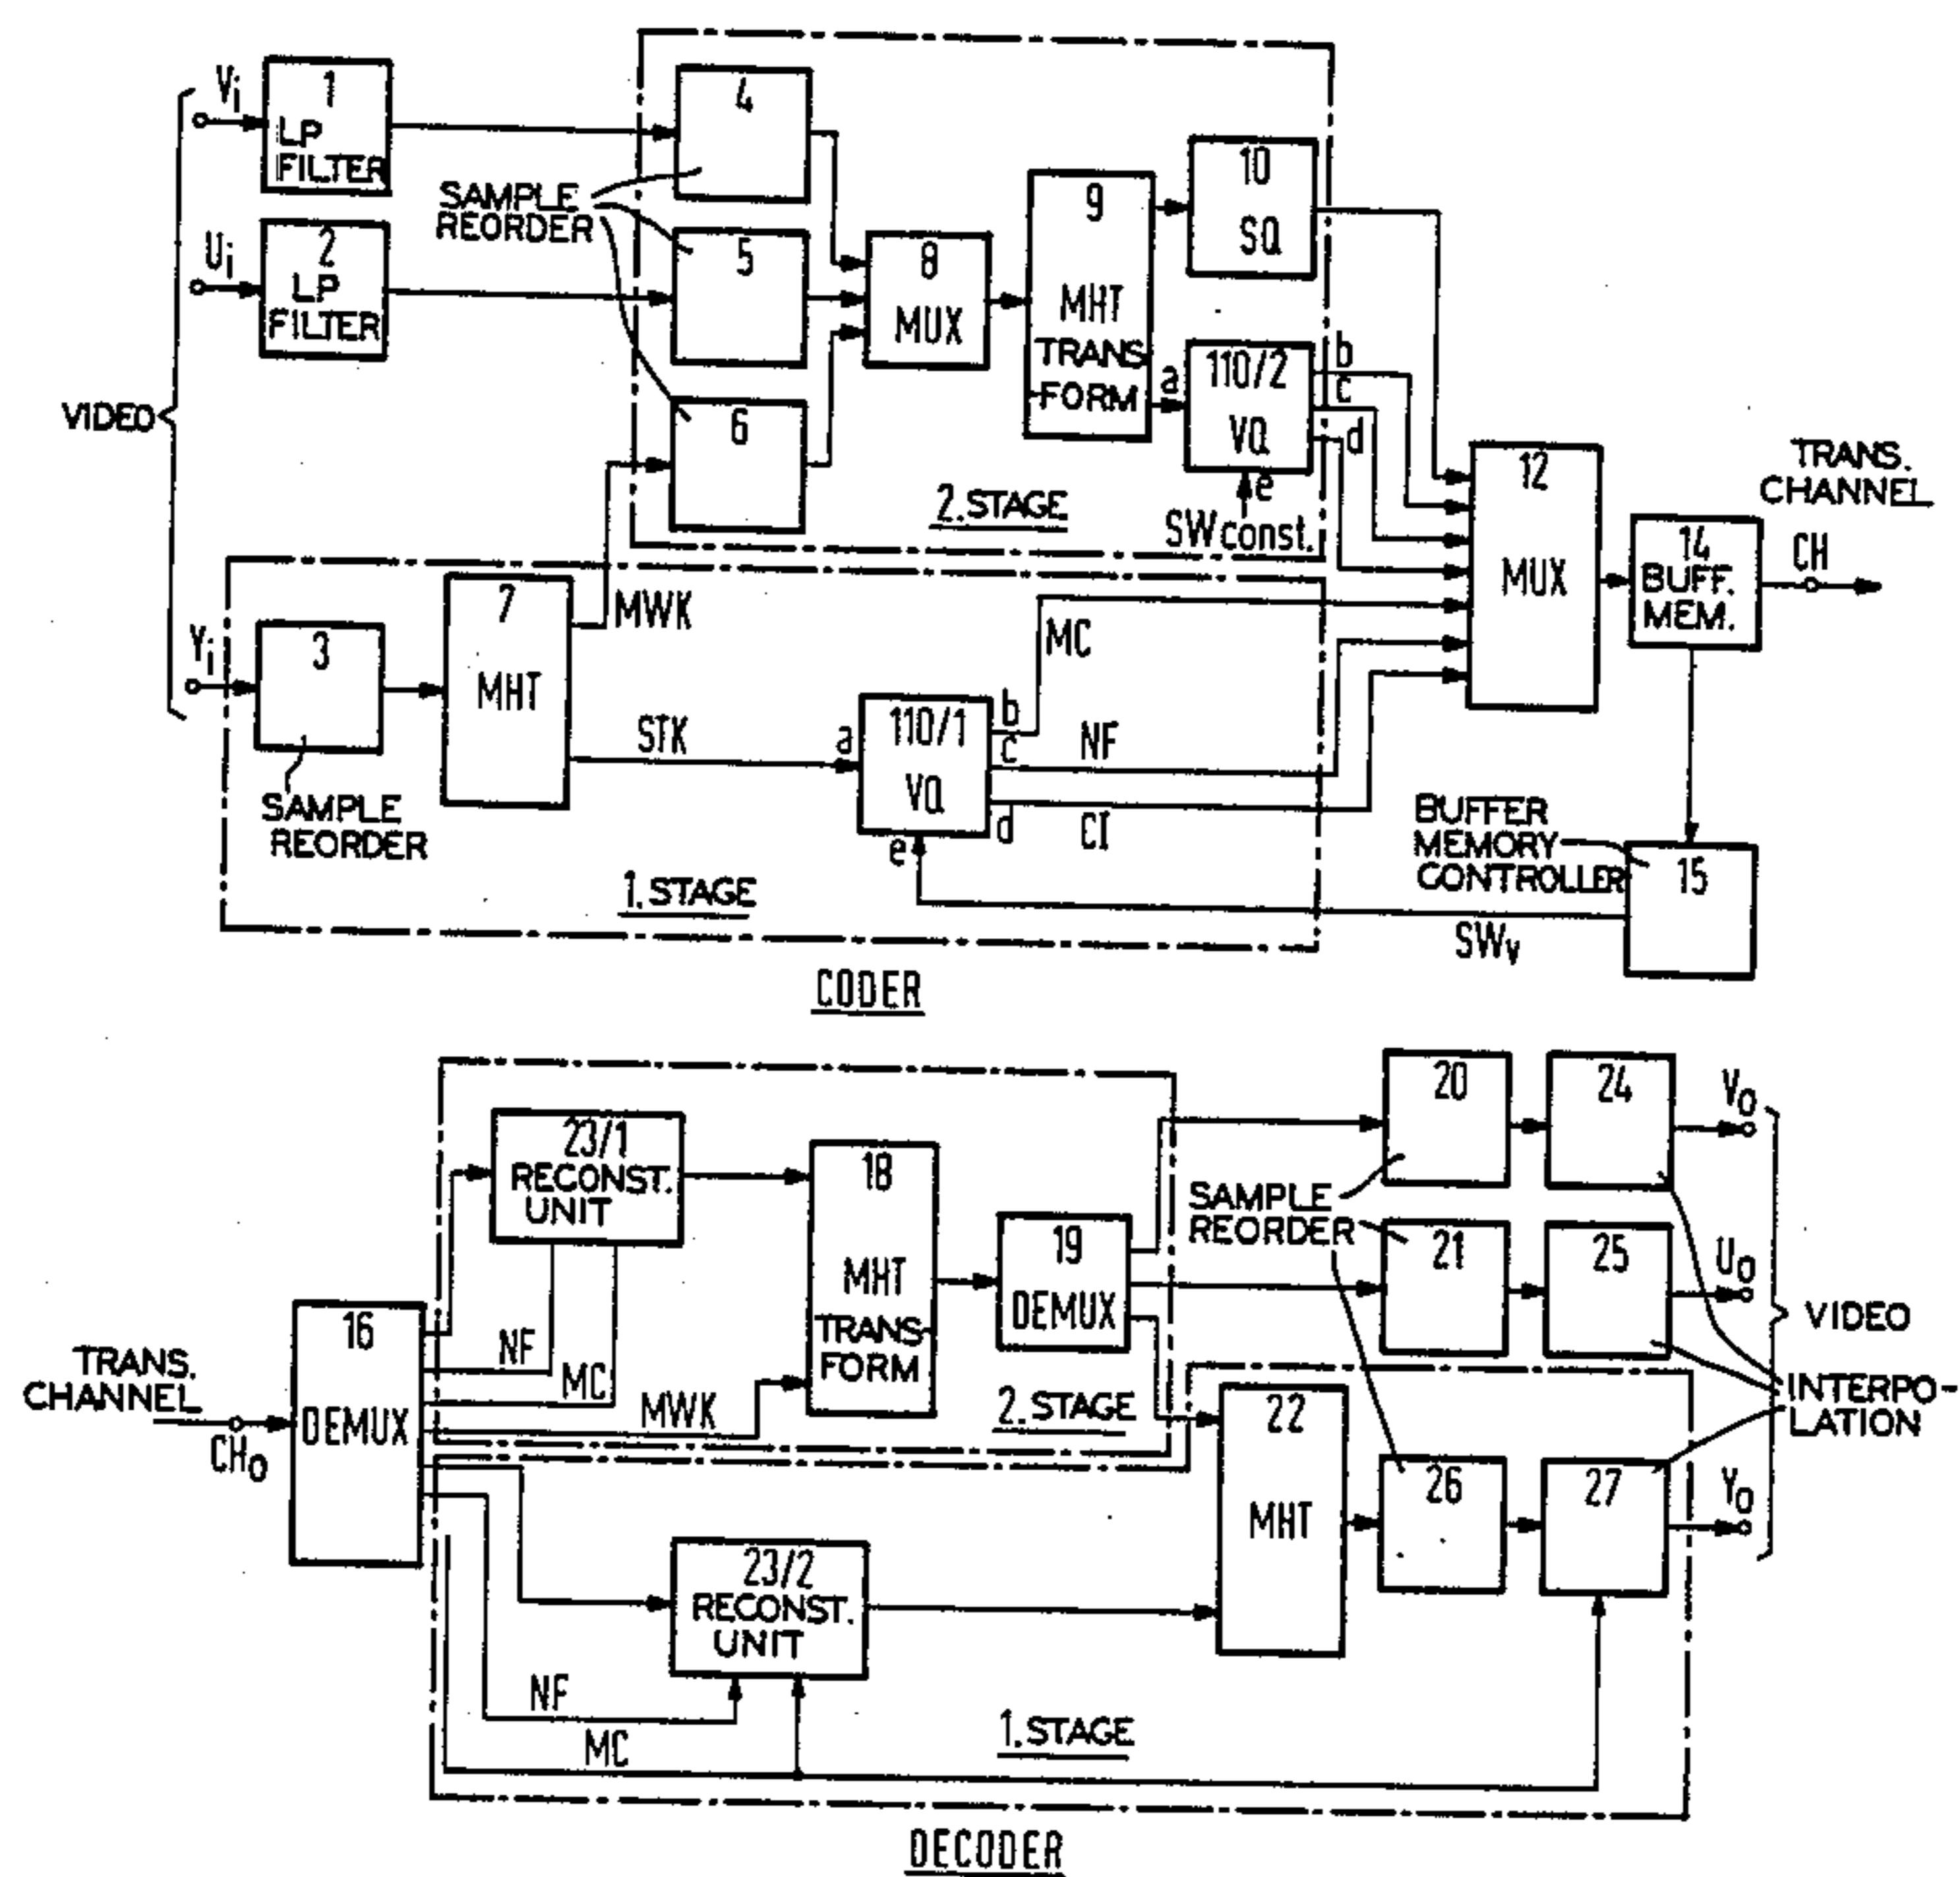 Vi
1
LP
FILTER
Ui
2
LP
FILTER
VIDEO
SAMPLE
REORDER
4
5
6
8
MUX
9
MHT
TRANS
FORM
10
SQ
a
110/2
VQ
b
c
d
e
SW const.
2. STAGE
12
MUX
TRANS.
CHANNEL
14
BUFF.
MEM.
CH
Yi
3
SAMPLE
REORDER
7
MHT
MWK
STK
a
110/1
VQ
b
c
d
e
MC
NF
CI
BUFFER
MEMORY
CONTROLLER
15
SWv
1. STAGE
CODER
TRANS.
CHANNEL
CHo
16
DEMUX
23/1
RECONST.
UNIT
NF
MC
MWK
18
MHT
TRANS-
FORM
19
DEMUX
2. STAGE
SAMPLE
REORDER
20
24
Vo
21
25
Uo
VIDEO
INTERPO-
LATION
22
MHT
26
27
Yo
23/2
RECONST.
UNIT
NF
MC
1. STAGE
DECODER